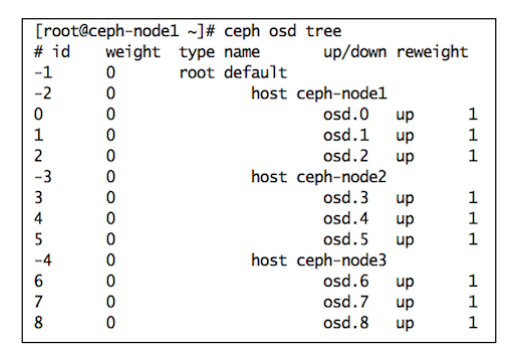 [root@ceph-node1 ~]# ceph osd tree
# id    weight  type name       up/down reweight
-1      0       root default
-2      0               host ceph-node1
0       0                       osd.0   up      1
1       0                       osd.1   up      1
2       0                       osd.2   up      1
-3      0               host ceph-node2
3       0                       osd.3   up      1
4       0                       osd.4   up      1
5       0                       osd.5   up      1
-4      0               host ceph-node3
6       0                       osd.6   up      1
7       0                       osd.7   up      1
8       0                       osd.8   up      1